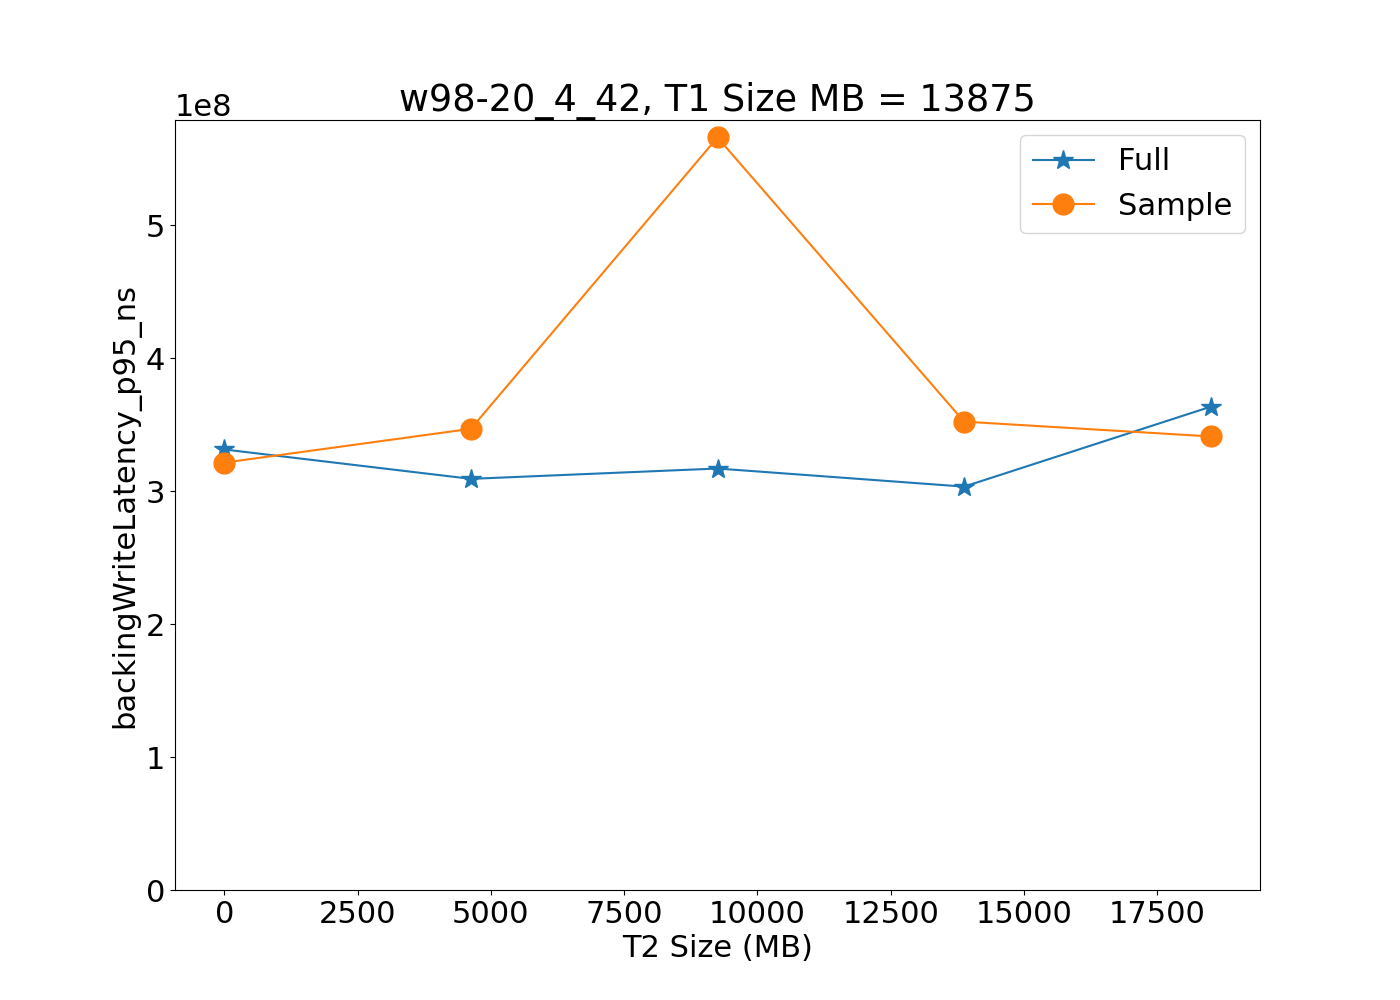 w98-20_4_42, T1 Size MB = 13875
1e8
Full
Sample
backingWriteLatency_p95_ns
5
4
3
2
1
0
0 2500 5000 7500 10000 12500 15000 17500
T2 Size (MB)